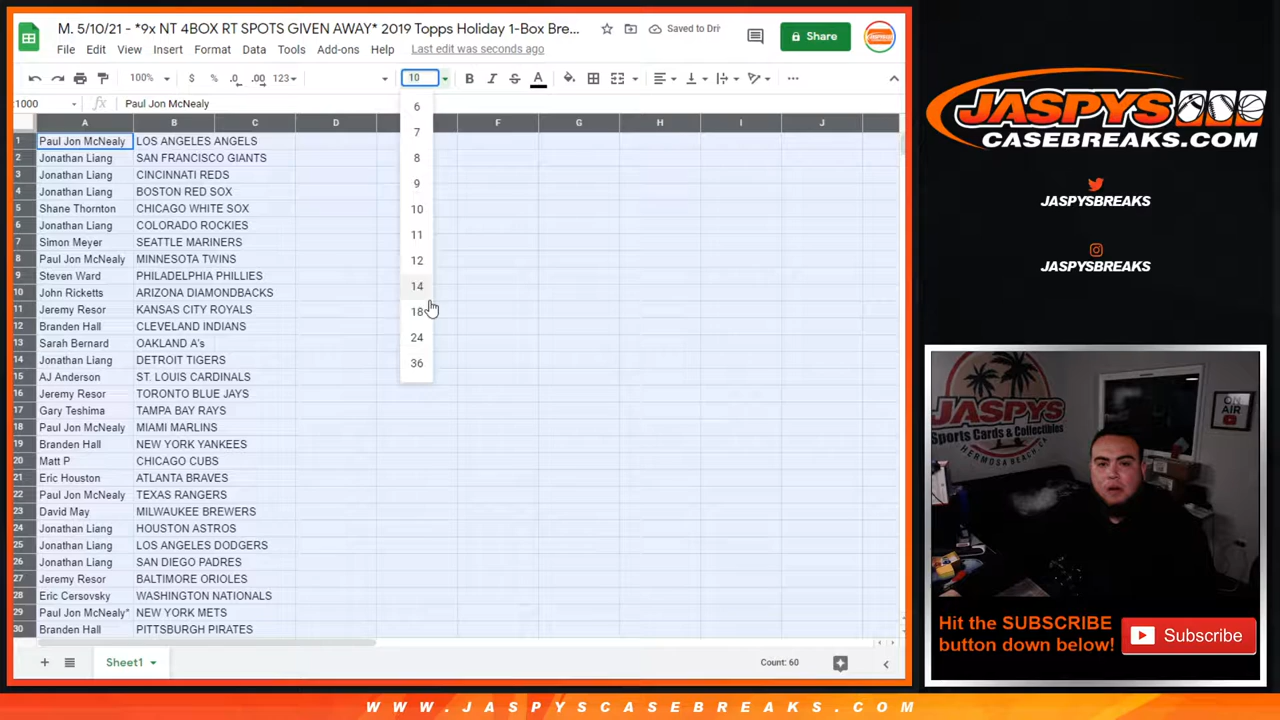 M. 5/10/21 - *9x NT 4BOX RT SPOTS GIVEN AWAY* 2019 Topps Holiday 1-Box Bre...
Saved to Dri
Share
File Edit View Insert Format Data Tools Add-ons Help Last edit was seconds ago
100% $ % .0 .00 123 10 B I S A
1000 fx Paul Jon McNealy
A B C D F G H I J
1 Paul Jon McNealy LOS ANGELES ANGELS
2 Jonathan Liang SAN FRANCISCO GIANTS
3 Jonathan Liang CINCINNATI REDS
4 Jonathan Liang BOSTON RED SOX
5 Shane Thornton CHICAGO WHITE SOX
6 Jonathan Liang COLORADO ROCKIES
7 Simon Meyer SEATTLE MARINERS
8 Paul Jon McNealy MINNESOTA TWINS
9 Steven Ward PHILADELPHIA PHILLIES
10 John Ricketts ARIZONA DIAMONDBACKS
11 Jeremy Resor KANSAS CITY ROYALS
12 Branden Hall CLEVELAND INDIANS
13 Sarah Bernard OAKLAND A's
14 Jonathan Liang DETROIT TIGERS
15 AJ Anderson ST. LOUIS CARDINALS
16 Jeremy Resor TORONTO BLUE JAYS
17 Gary Teshima TAMPA BAY RAYS
18 Paul Jon McNealy MIAMI MARLINS
19 Branden Hall NEW YORK YANKEES
20 Matt P CHICAGO CUBS
21 Eric Houston ATLANTA BRAVES
22 Paul Jon McNealy TEXAS RANGERS
23 David May MILWAUKEE BREWERS
24 Jonathan Liang HOUSTON ASTROS
25 Jonathan Liang LOS ANGELES DODGERS
26 Jonathan Liang SAN DIEGO PADRES
27 Jeremy Resor BALTIMORE ORIOLES
28 Eric Cersovsky WASHINGTON NATIONALS
29 Paul Jon McNealy* NEW YORK METS
30 Branden Hall PITTSBURGH PIRATES
6
7
8
9
10
11
12
14
18
24
36
Sheet1
Count: 60
JASPYS
CASEBREAKS.COM
JASPYSBREAKS
JASPYSBREAKS
JASPYS
Sports Cards & Collectibles
HERMOSA BEACH, CA
ON
AIR
Hit the SUBSCRIBE
button down below!
Subscribe
WWW.JASPYSCASEBREAKS.COM